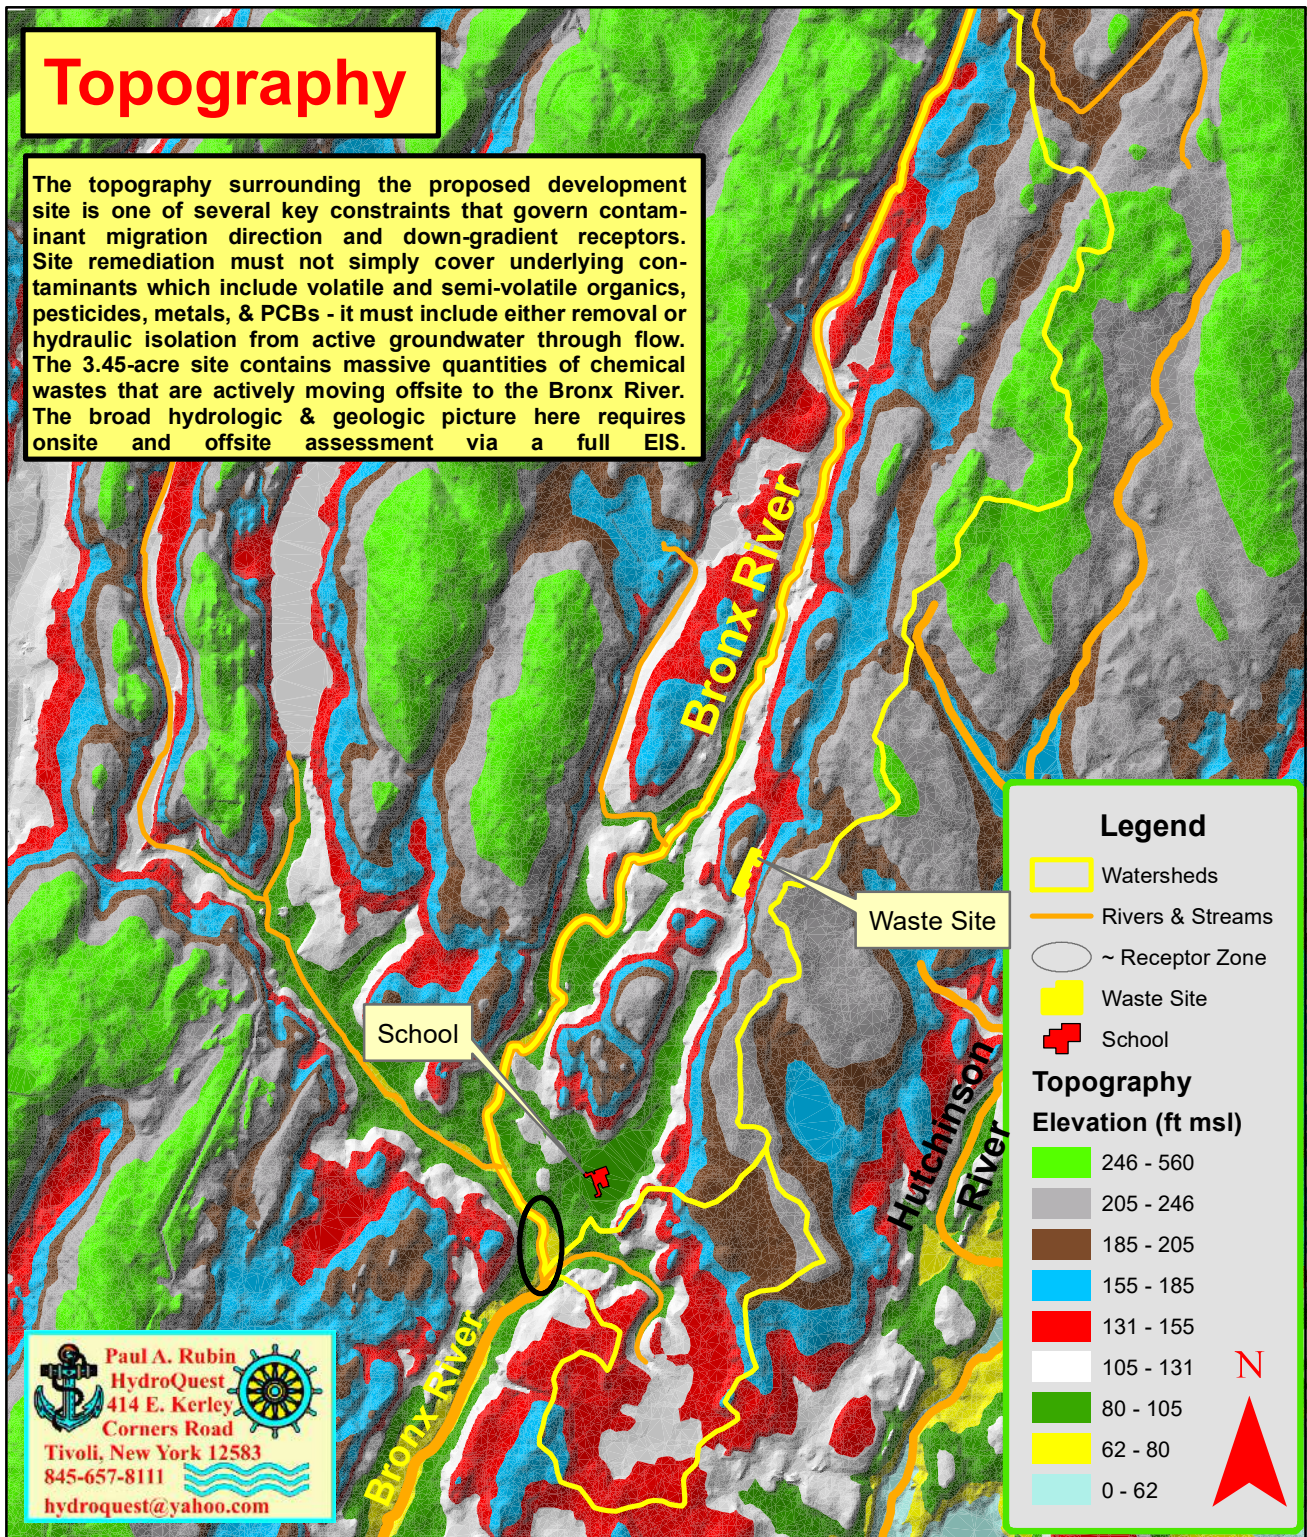 Topography
The topography surrounding the proposed development
site is one of several key constraints that govern contam-
inant migration direction and down-gradient receptors.
Site remediation must not simply cover underlying con-
taminants which include volatile and semi-volatile organics,
pesticides, metals, & PCBs - it must include either removal or
hydraulic isolation from active groundwater through flow.
The 3.45-acre site contains massive quantities of chemical
wastes that are actively moving offsite to the Bronx River.
The broad hydrologic & geologic picture here requires
onsite and offsite assessment via a full EIS.
Bronx River
Waste Site
School
Hutchinson
River
Bronx River
Legend
Watersheds
Rivers & Streams
~ Receptor Zone
Waste Site
School
Topography
Elevation (ft msl)
246 - 560
205 - 246
185 - 205
155 - 185
131 - 155
105 - 131
80 - 105
62 - 80
0 - 62
N
Paul A. Rubin
HydroQuest
414 E. Kerley
Corners Road
Tivoli, New York 12583
845-657-8111
hydroquest@yahoo.com